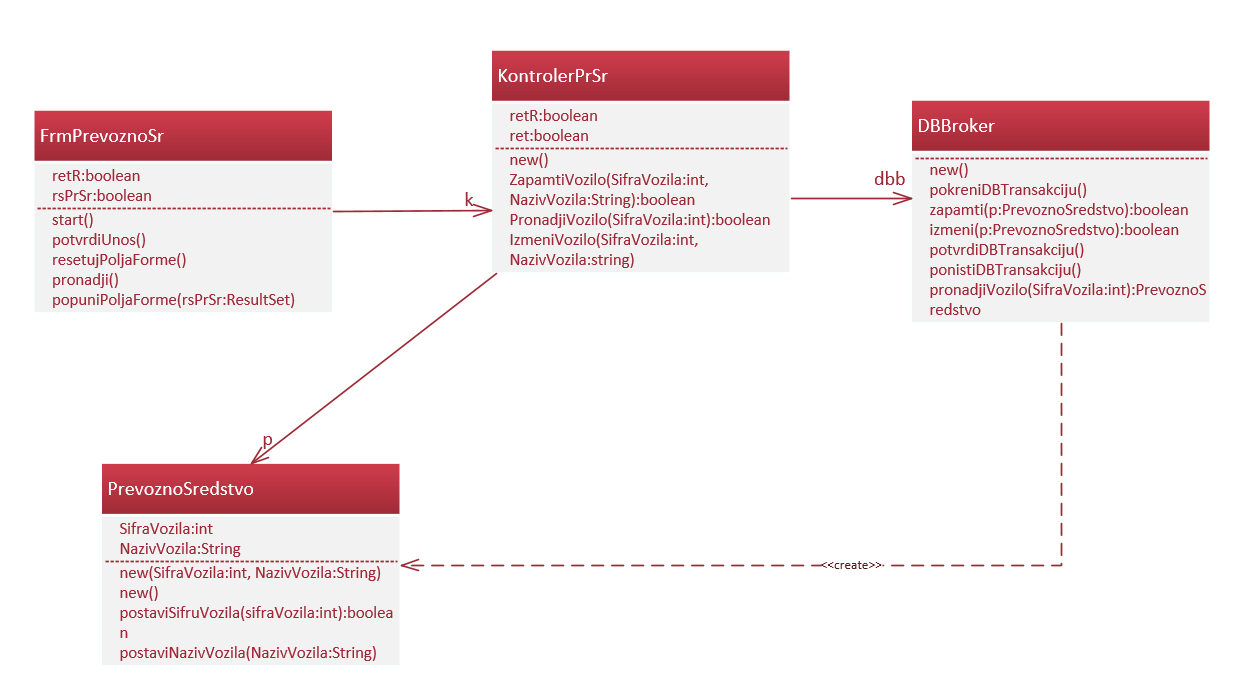 FrmPrevoznoSr
retR:boolean
rsPrSr:boolean
start()
potvrdiUnos()
resetujPoljaForme()
pronadji()
popuniPoljaForme(rsPrSr:ResultSet)
k
KontrolerPrSr
retR:boolean
ret:boolean
new()
ZapamtiVozilo(SifraVozila:int,
NazivVozila:String):boolean
PronadjiVozilo(SifraVozila:int):boolean
IzmeniVozilo(SifraVozila:int,
NazivVozila:string)
dbb
DBBroker
new()
pokreniDBTransakciju()
zapamti(p:PrevoznoSredstvo):boolean
izmeni(p:PrevoznoSredstvo):boolean
potvrdiDBTransakciju()
ponistiDBTransakciju()
pronadjiVozilo(SifraVozila:int):PrevoznoS
redstvo
p
PrevoznoSredstvo
SifraVozila:int
NazivVozila:String
new(SifraVozila:int, NazivVozila:String)
new()
postaviSifruVozila(sifraVozila:int):boolea
n
postaviNazivVozila(NazivVozila:String)
<<create>>